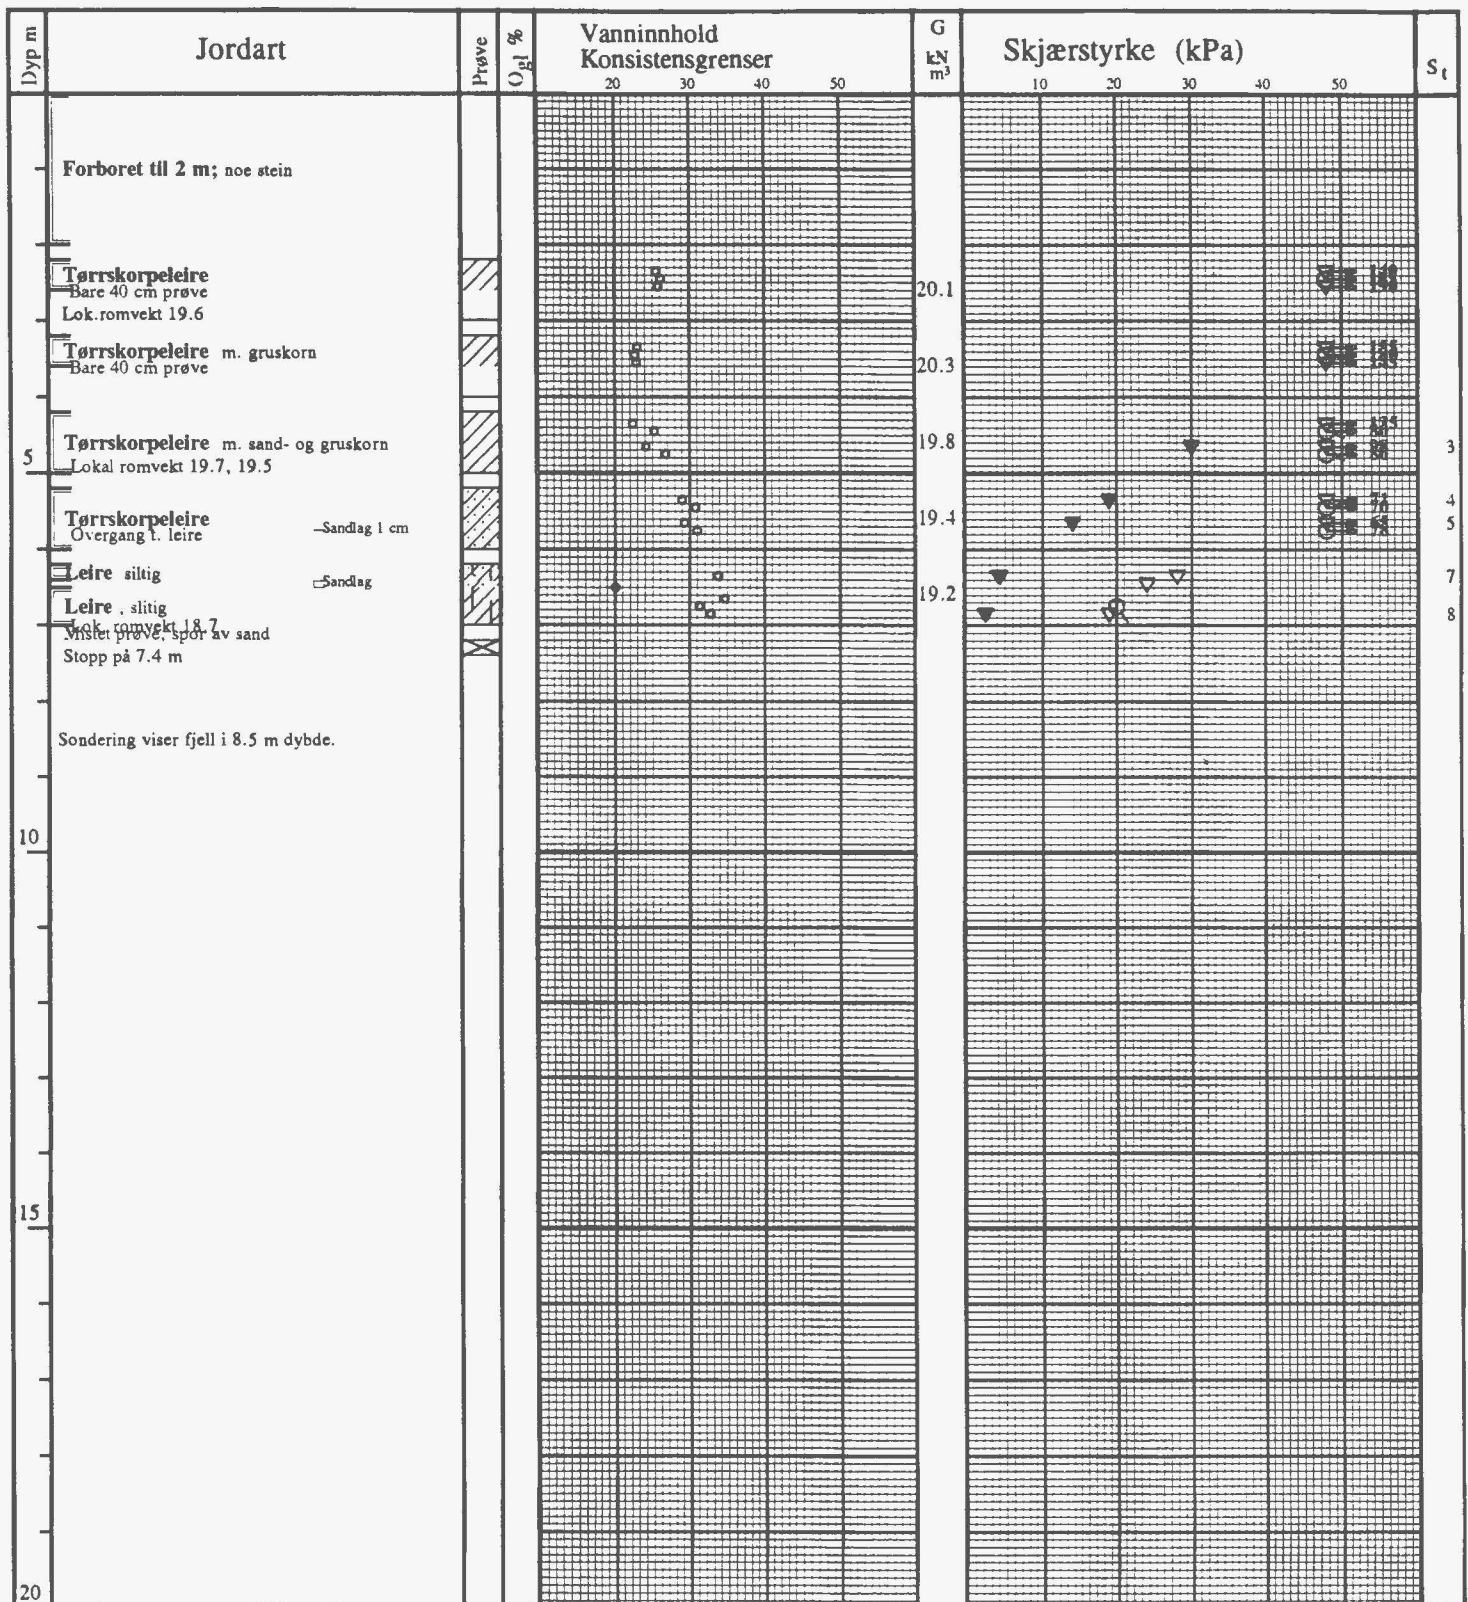 Dyp m
Jordart
Prøve
O gl %
Vanninnhold
Konsistensgrenser
20 30 40 50
G
kN
m³
Skjærstyrke (kPa)
10 20 30 40 50
S t
Forboret til 2 m; noe stein
Tørrskorpeleire
Bare 40 cm prøve
20.1
Lok.romvekt 19.6
Tørrskorpeleire m. gruskorn
Bare 40 cm prøve
20.3
Tørrskorpeleire m. sand- og gruskorn
19.8
3
5
Lokal romvekt 19.7, 19.5
4
Tørrskorpeleire
19.4
5
Overgang t. leire
Sandlag 1 cm
Leire siltig
7
Sandlag
19.2
Leire , slitig
8
Lok. romvekt 18.7
Mistet prøve, spor av sand
Stopp på 7.4 m
Sondering viser fjell i 8.5 m dybde.
10
15
20